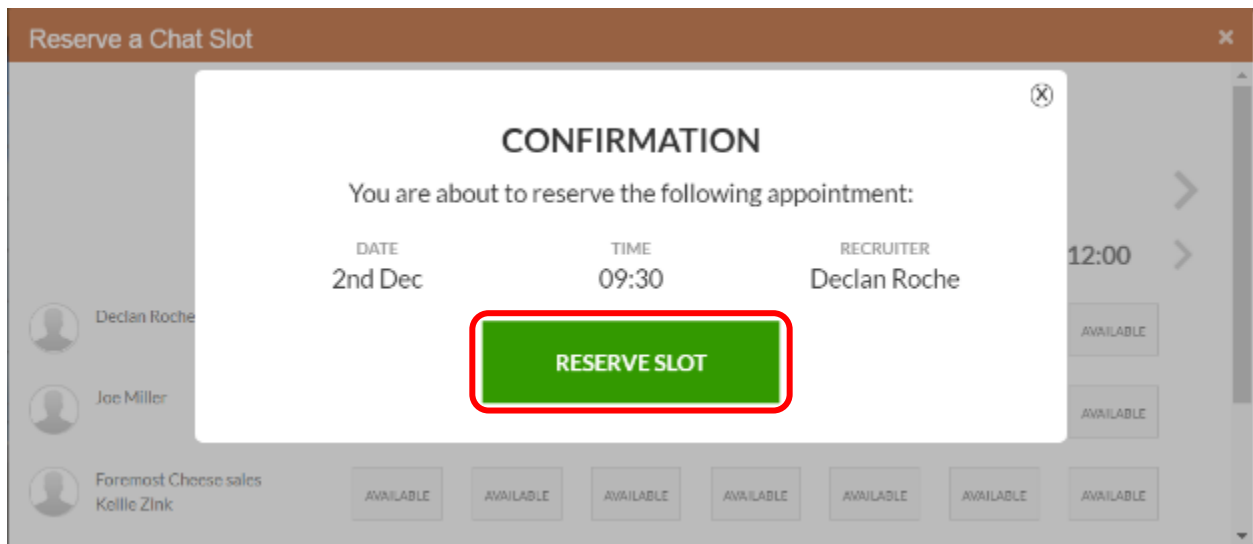 Reserve a Chat Slot
CONFIRMATION
You are about to reserve the following appointment:
DATE TIME RECRUITER
2nd Dec 09:30 Declan Roche
12:00
RESERVE SLOT
Declan Roche AVAILABLE
Joe Miller AVAILABLE
Foremost Cheese sales
Kellie Zink AVAILABLE AVAILABLE AVAILABLE AVAILABLE AVAILABLE AVAILABLE AVAILABLE